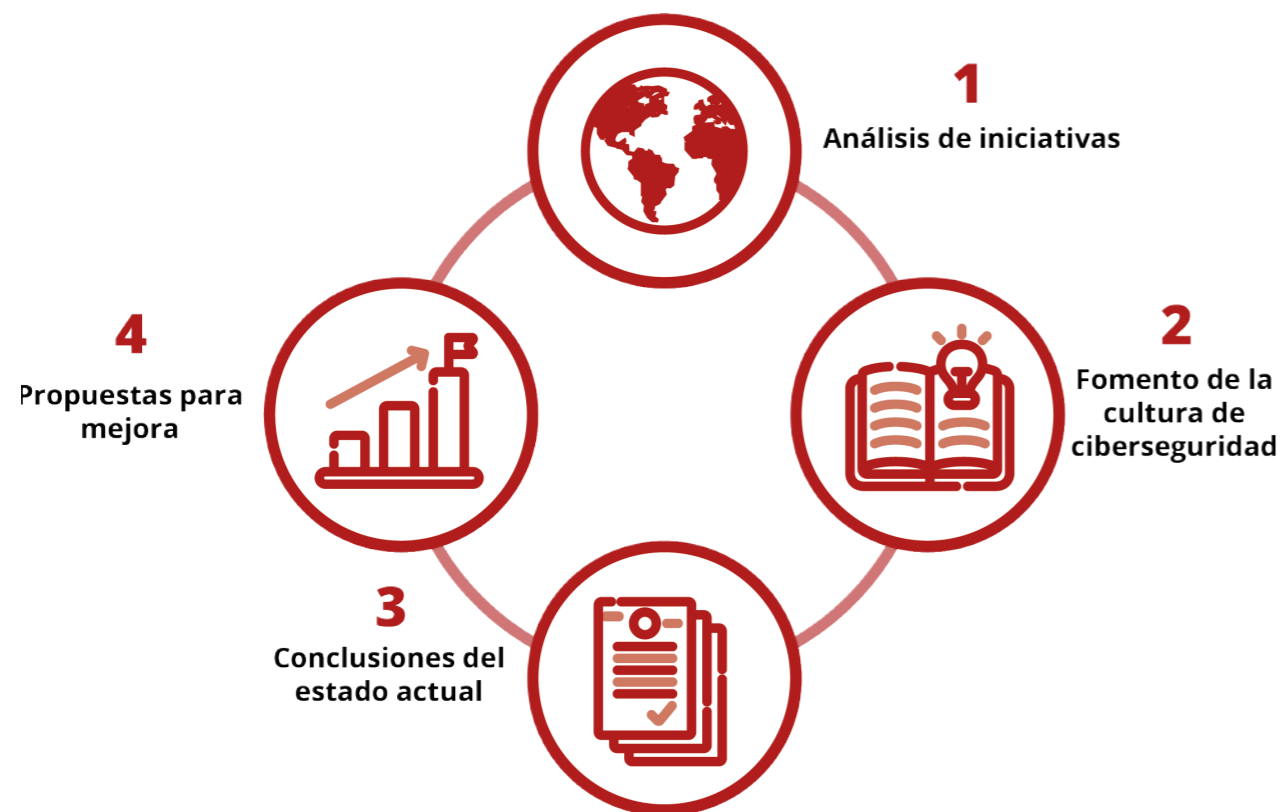 1
Análisis de iniciativas
2
Fomento de la
cultura de
ciberseguridad
3
Conclusiones del
estado actual
4
Propuestas para
mejora